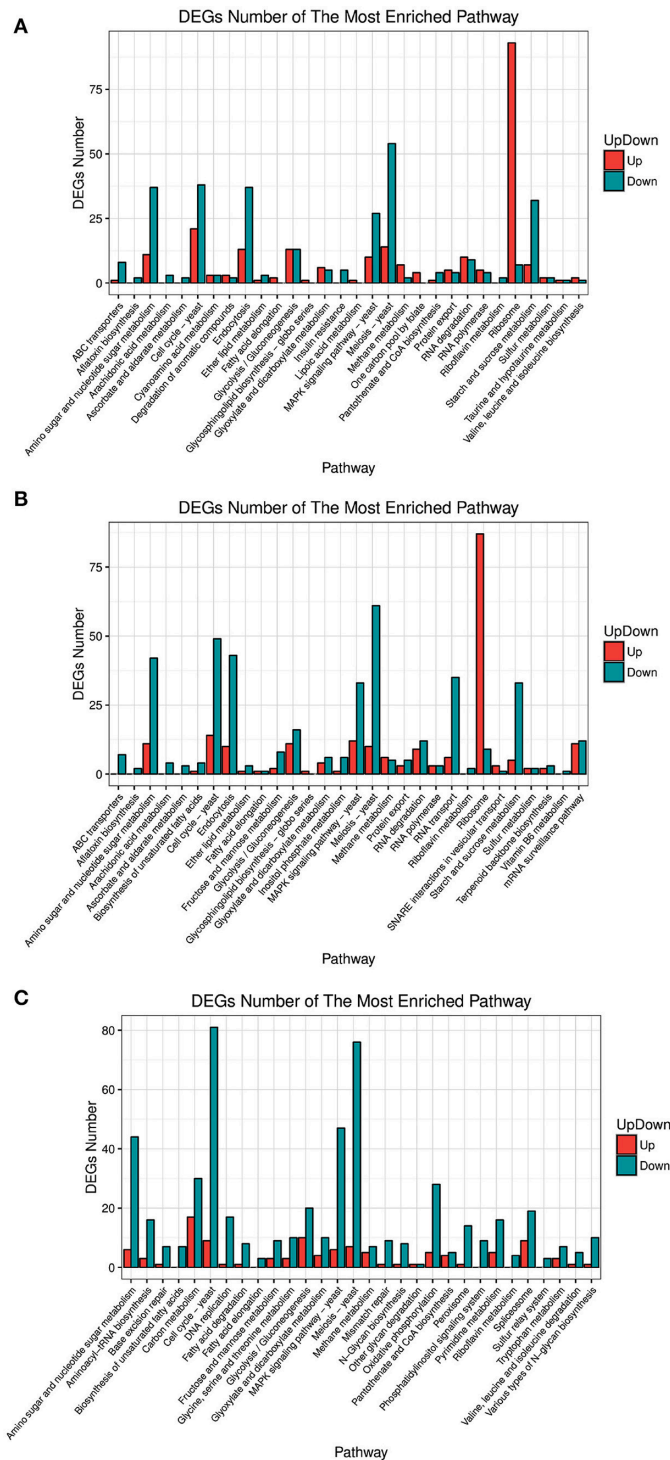 A
DEGs Number of The Most Enriched Pathway
75
50
25
0
DEGs Number
UpDown
Up
Down
ABC transporters
Aflatoxin biosynthesis
Amino sugar and nucleotide sugar metabolism
Arachidonic acid metabolism
Ascorbate and aldarate metabolism
Cell cycle – yeast
Cyanoamino acid metabolism
Degradation of aromatic compounds
Endocytosis
Ether lipid metabolism
Fatty acid elongation
Glycolysis / Gluconeogenesis
Glycosphingolipid biosynthesis – globo series
Glyoxylate and dicarboxylate metabolism
Insulin resistance
Lipoic acid metabolism
MAPK signaling pathway – yeast
Meiosis – yeast
Methane metabolism
One carbon pool by folate
Pantothenate and CoA biosynthesis
Protein export
RNA degradation
RNA polymerase
Riboflavin metabolism
Ribosome
Starch and sucrose metabolism
Sulfur metabolism
Taurine and hypotaurine metabolism
Valine, leucine and isoleucine biosynthesis
Pathway
B
DEGs Number of The Most Enriched Pathway
75
50
25
0
DEGs Number
UpDown
Up
Down
ABC transporters
Aflatoxin biosynthesis
Amino sugar and nucleotide sugar metabolism
Arachidonic acid metabolism
Ascorbate and aldarate metabolism
Biosynthesis of unsaturated fatty acids
Cell cycle – yeast
Endocytosis
Ether lipid metabolism
Fatty acid elongation
Fructose and mannose metabolism
Glycolysis / Gluconeogenesis
Glycosphingolipid biosynthesis – globo series
Glyoxylate and dicarboxylate metabolism
Inositol phosphate metabolism
MAPK signaling pathway – yeast
Meiosis – yeast
Methane metabolism
Protein export
RNA degradation
RNA polymerase
RNA transport
Riboflavin metabolism
Ribosome
SNARE interactions in vesicular transport
Starch and sucrose metabolism
Sulfur metabolism
Terpenoid backbone biosynthesis
Vitamin B6 metabolism
mRNA surveillance pathway
Pathway
C
DEGs Number of The Most Enriched Pathway
80
60
40
20
0
DEGs Number
UpDown
Up
Down
Amino sugar and nucleotide sugar metabolism
Aminoacyl–tRNA biosynthesis
Base excision repair
Biosynthesis of unsaturated fatty acids
Carbon metabolism
Cell cycle – yeast
DNA replication
Fatty acid degradation
Fatty acid elongation
Fructose and mannose metabolism
Glycine, serine and threonine metabolism
Glycolysis / Gluconeogenesis
Glyoxylate and dicarboxylate metabolism
MAPK signaling pathway – yeast
Meiosis – yeast
Methane metabolism
Mismatch repair
N–Glycan biosynthesis
Other glycan degradation
Oxidative phosphorylation
Pantothenate and CoA biosynthesis
Peroxisome
Phosphatidylinositol signaling system
Pyrimidine metabolism
Riboflavin metabolism
Spliceosome
Sulfur relay system
Tryptophan metabolism
Valine, leucine and isoleucine degradation
Various types of N–glycan biosynthesis
Pathway